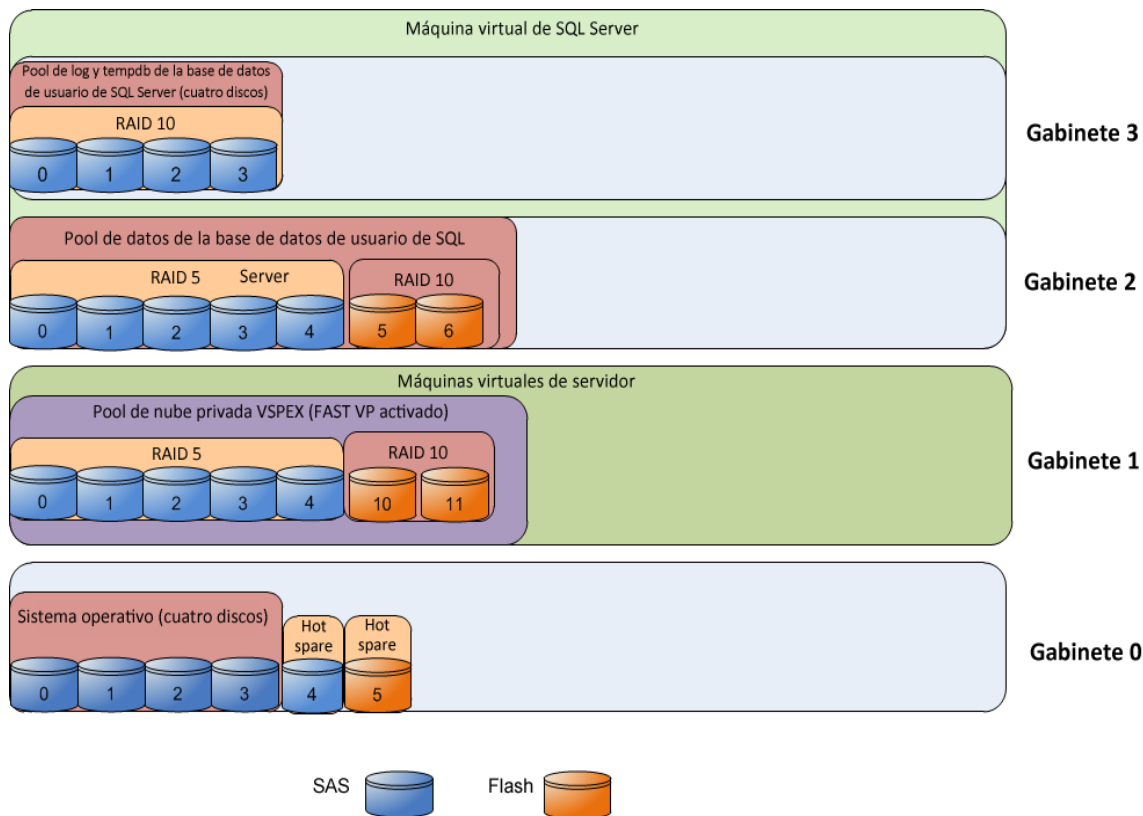 Máquina virtual de SQL Server
Pool de log y tempdb de la base de datos
de usuario de SQL Server (cuatro discos)
RAID 10
0 1 2 3
Gabinete 3
Pool de datos de la base de datos de usuario de SQL
RAID 5 Server
RAID 10
0 1 2 3 4 5 6
Gabinete 2
Máquinas virtuales de servidor
Pool de nube privada VSPEX (FAST VP activado)
RAID 5
RAID 10
0 1 2 3 4 10 11
Gabinete 1
Sistema operativo (cuatro discos)
Hot
spare
Hot
spare
0 1 2 3 4 5
Gabinete 0
SAS
Flash